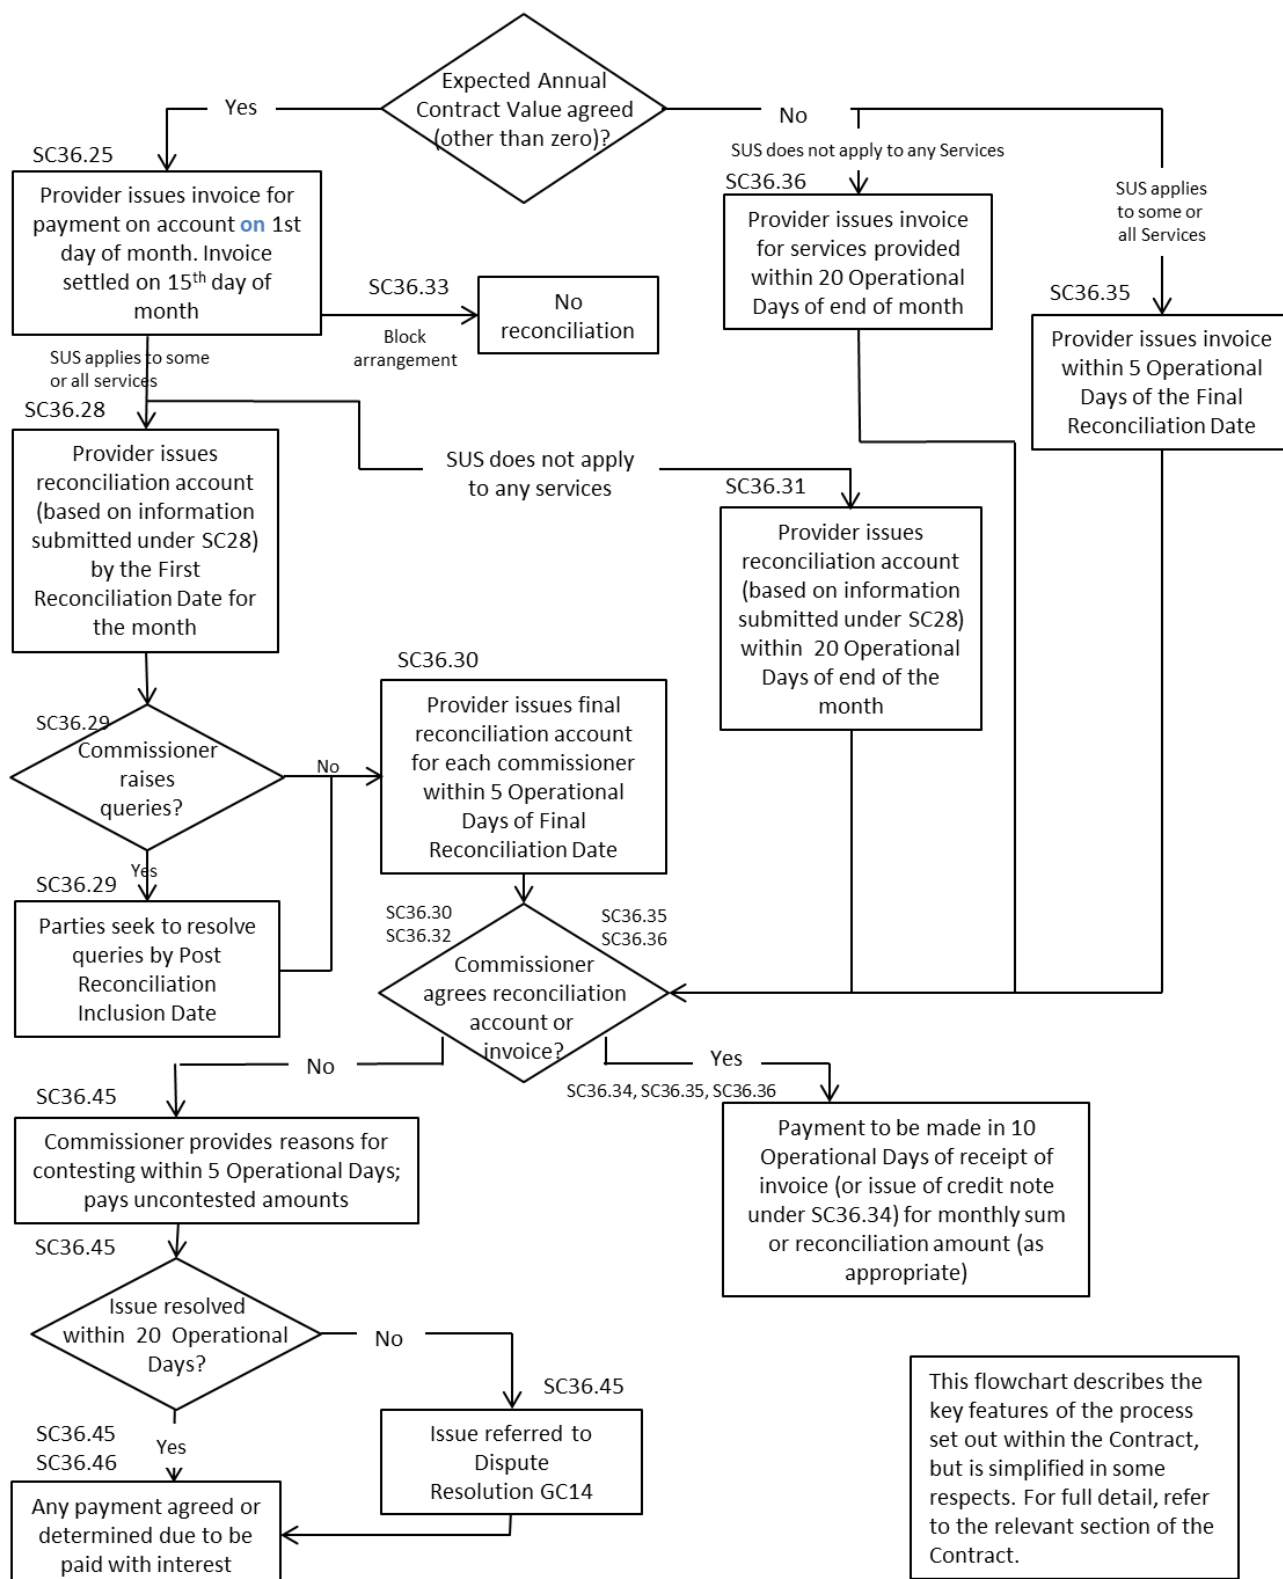 Expected Annual
Contract Value agreed
(other than zero)?
Yes
No
SC36.25
Provider issues invoice for
payment on account on 1st
day of month. Invoice
settled on 15th day of
month
SC36.33
Block
arrangement
No
reconciliation
SUS does not apply to any Services
SC36.36
Provider issues invoice
for services provided
within 20 Operational
Days of end of month
SUS applies
to some or
all Services
SC36.35
Provider issues invoice
within 5 Operational
Days of the Final
Reconciliation Date
SUS applies to some
or all services
SC36.28
Provider issues
reconciliation account
(based on information
submitted under SC28)
by the First
Reconciliation Date for
the month
SUS does not apply
to any services
SC36.31
Provider issues
reconciliation account
(based on information
submitted under SC28)
within 20 Operational
Days of end of the
month
SC36.29
Commissioner
raises
queries?
No
Yes
SC36.30
Provider issues final
reconciliation account
for each commissioner
within 5 Operational
Days of Final
Reconciliation Date
SC36.29
Parties seek to resolve
queries by Post
Reconciliation
Inclusion Date
SC36.30
SC36.32
SC36.35
SC36.36
Commissioner
agrees reconciliation
account or
invoice?
No
Yes
SC36.34, SC36.35, SC36.36
SC36.45
Commissioner provides reasons for
contesting within 5 Operational Days;
pays uncontested amounts
Payment to be made in 10
Operational Days of receipt of
invoice (or issue of credit note
under SC36.34) for monthly sum
or reconciliation amount (as
appropriate)
SC36.45
Issue resolved
within 20 Operational
Days?
No
SC36.45
Issue referred to
Dispute
Resolution GC14
SC36.45
SC36.46
Yes
Any payment agreed or
determined due to be
paid with interest
This flowchart describes the
key features of the process
set out within the Contract,
but is simplified in some
respects. For full detail, refer
to the relevant section of the
Contract.